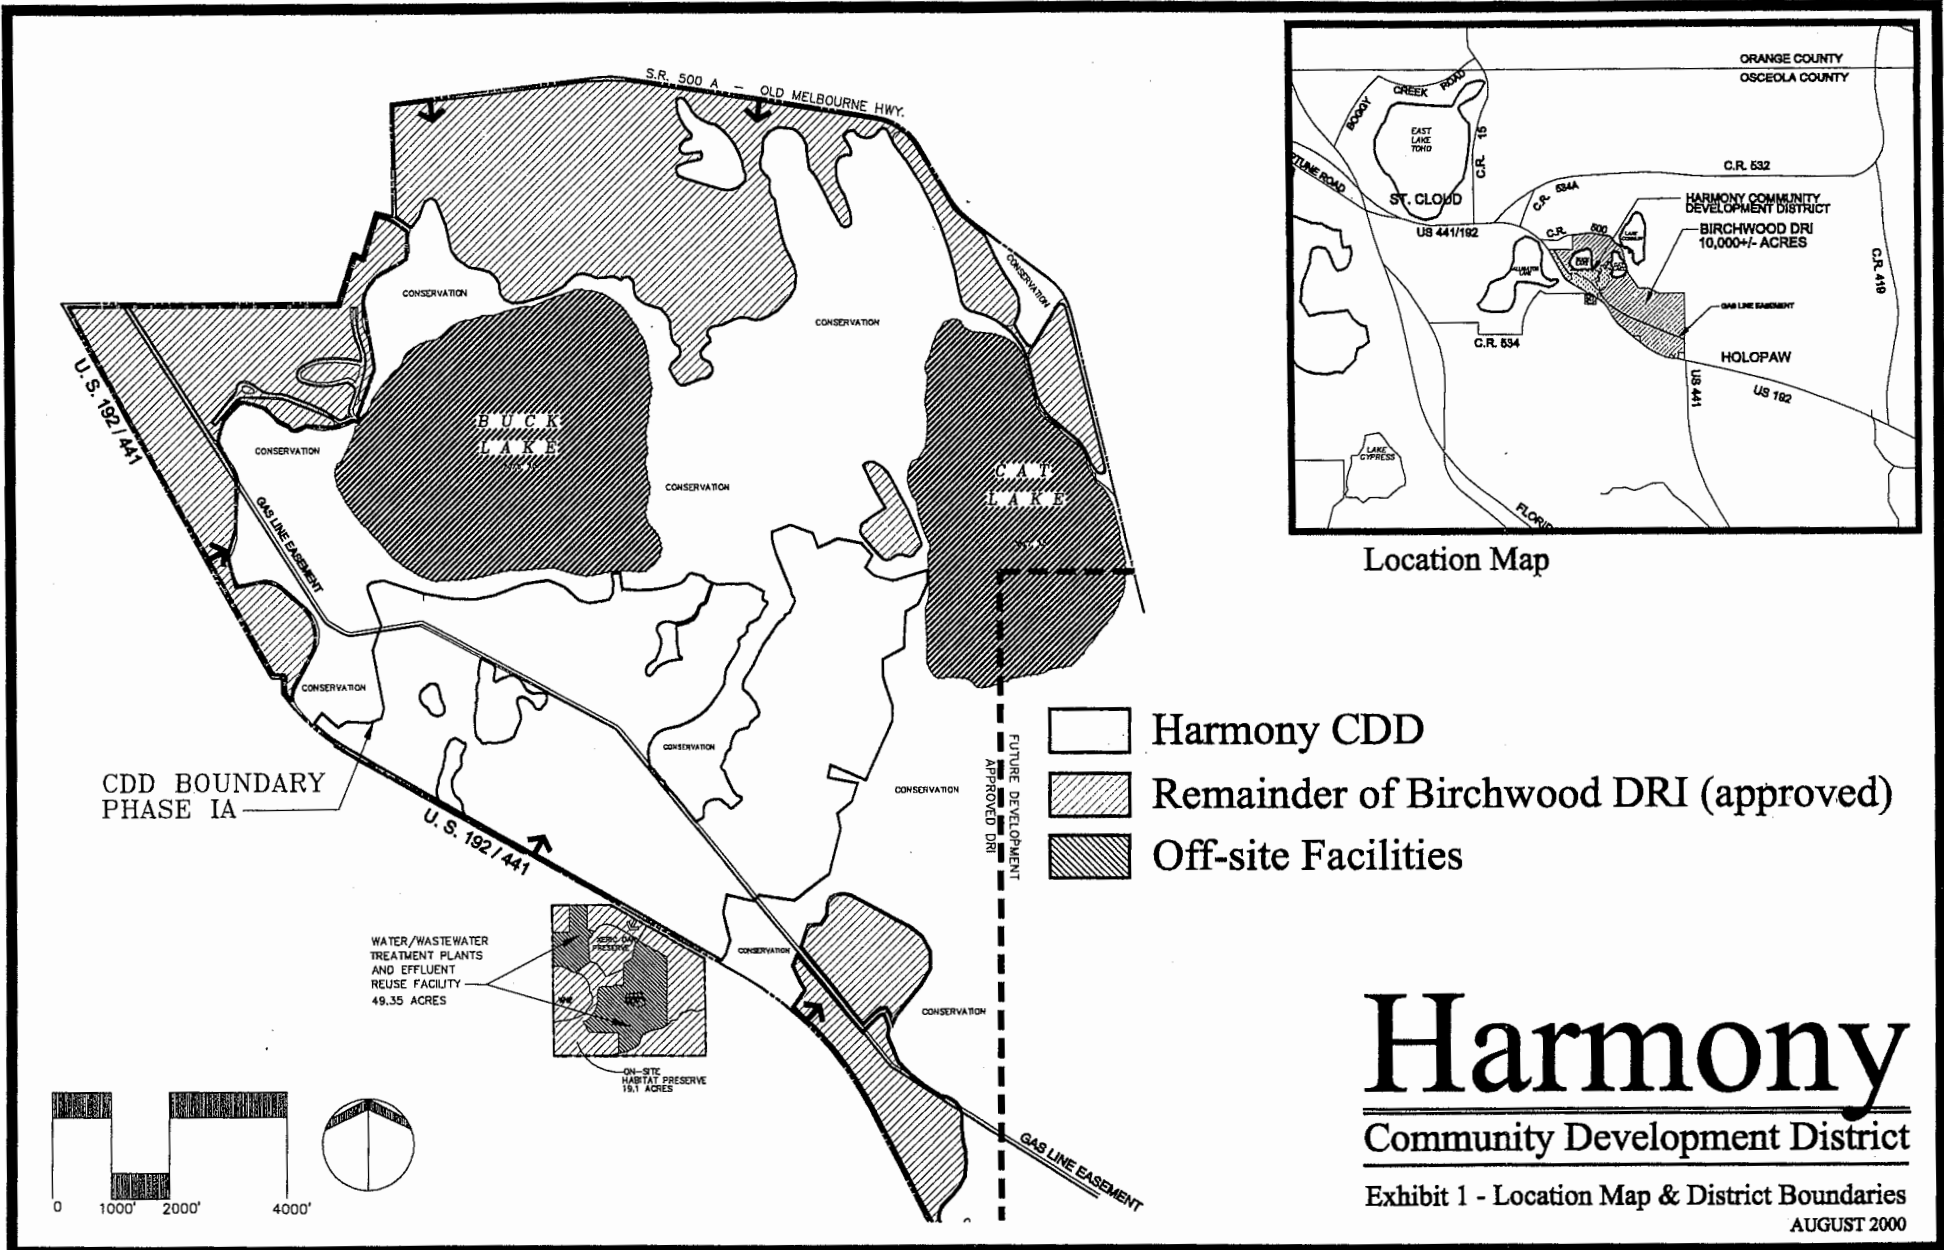 S.R. 500 A — OLD MELBOURNE HWY.
CONSERVATION
CONSERVATION
CONSERVATION
U. S. 192 / 441
BUCK
LAKE
CONSERVATION
CONSERVATION
CAT
LAKE
GAS LINE EASEMENT
CONSERVATION
CONSERVATION
CONSERVATION
CDD BOUNDARY
PHASE IA
U. S. 192 / 441
FUTURE DEVELOPMENT
APPROVED DRI
WATER/WASTEWATER
TREATMENT PLANTS
AND EFFLUENT
REUSE FACILITY
49.35 ACRES
PRESERVE
CONSERVATION
CONSERVATION
ON-SITE
HABITAT PRESERVE
19.1 ACRES
GAS LINE EASEMENT
0 1000' 2000' 4000'
ORANGE COUNTY
OSCEOLA COUNTY
BOGGY CREEK ROAD
EAST
LAKE
TOHO
C.R. 15
C.R. 532
C.R. 534A
ST. CLOUD
US 441/192
C.R. 500
HARMONY COMMUNITY
DEVELOPMENT DISTRICT
BIRCHWOOD DRI
10,000+/- ACRES
C.R. 419
GAS LINE EASEMENT
C.R. 534
HOLOPAW
US 441
US 192
LAKE
CYPRESS
Location Map
Harmony CDD
Remainder of Birchwood DRI (approved)
Off-site Facilities
Harmony
Community Development District
Exhibit 1 - Location Map & District Boundaries
AUGUST 2000